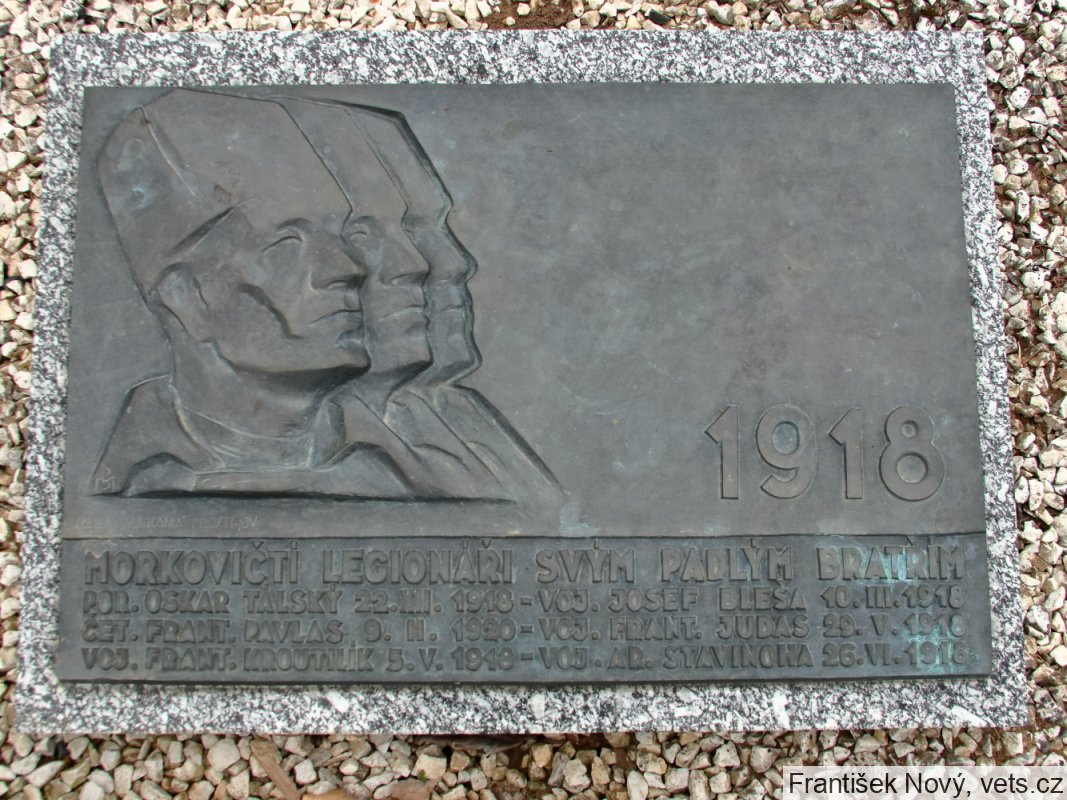 1918
PROSTĚJOV
MORKOVIČTÍ LEGIONÁŘI SVÝM PADLÝM BRATŘÍM
POR. OSKAR TALSKÝ 22. III. 1918 - VOJ. JOSEF BLEŠA 10. III. 1918
ČET. FRANT. PAVLAS 9. II. 1920 - VOJ. FRANT. JUDAS 29. V. 1918
VOJ. FRANT. KROUTILÍK 5. V. 1918 - VOJ. AR. STAVINOHA 26. VI. 1918
František Nový, vets.cz